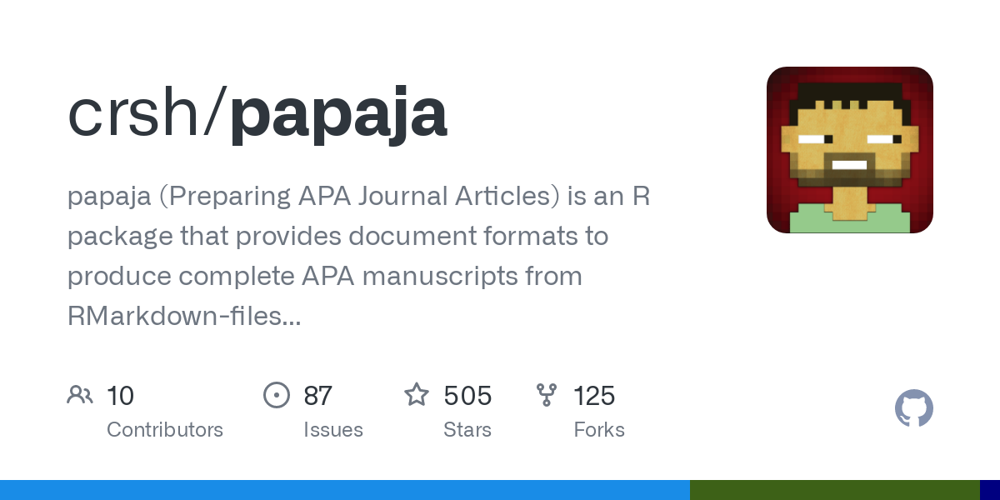 crsh/papaja
papaja (Preparing APA Journal Articles) is an R
package that provides document formats to
produce complete APA manuscripts from
RMarkdown-files...
10 87 505 125
Contributors Issues Stars Forks